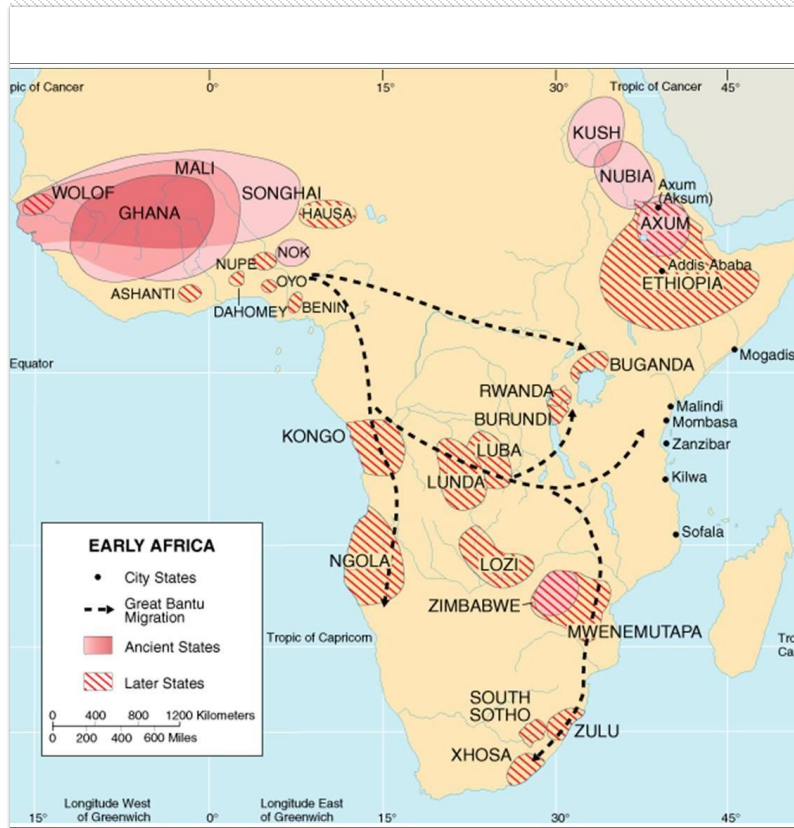 0°
15°
30°
45°
pic of Cancer
Tropic of Cancer
KUSH
NUBIA
Axum
(Aksum)
AXUM
Addis Ababa
ETHIOPIA
MALI
WOLOF
SONGHAI
GHANA
HAUSA
NOK
NUPE
OYO
ASHANTI
DAHOMEY
BENIN
Equator
BUGANDA
Mogadis
RWANDA
BURUNDI
Malindi
Mombasa
Zanzibar
Kilwa
Sofala
KONGO
LUBA
LUNDA
NGOLA
LOZI
ZIMBABWE
MWENEMUTAPA
Tropic of Capricorn
Tro
Ca
SOUTH
SOTHO
ZULU
XHOSA
EARLY AFRICA
City States
Great Bantu
Migration
Ancient States
Later States
0 400 800 1200 Kilometers
0 200 400 600 Miles
15°
Longitude West
of Greenwich
0°
Longitude East
of Greenwich
15°
30°
45°